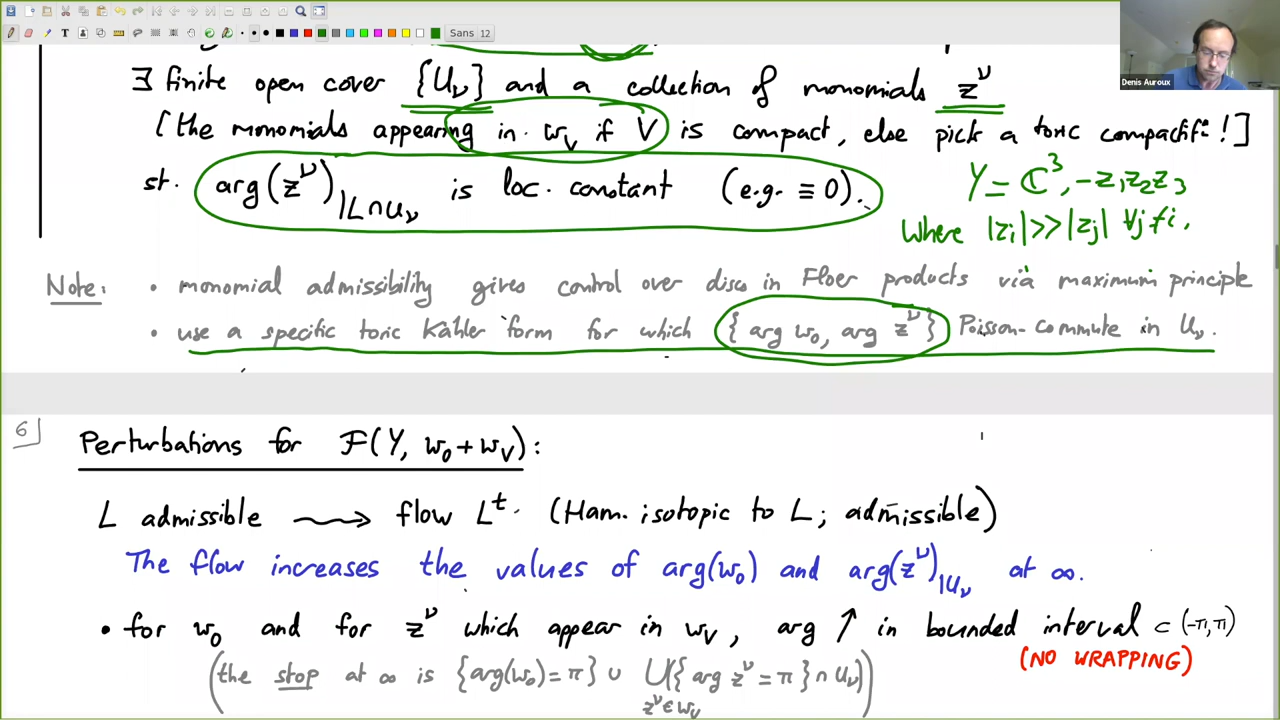 Sans 12
Denis Auroux
∃ finite open cover {U_ν} and a collection of monomials z^ν
[the monomials appearing in w_V if V is compact, else pick a toric compactif:!]
st. arg(z^ν)|L∩U_ν is loc. constant (e.g. ≡ 0).
Y = ℂ³, -z₁z₂z₃
where |z_i| >> |z_j| ∀j≠i.
Note: • monomial admissibility gives control over discs in Floer products via maximum principle
• use a specific toric Kähler form for which {arg w₀, arg z^ν} Poisson-commute in U_ν.
6
Perturbations for F(Y, w₀+w_V):
L admissible ⟿ flow L^t. (Ham. isotopic to L; admissible)
The flow increases the values of arg(w₀) and arg(z^ν)|U_ν at ∞.
• for w₀ and for z^ν which appear in w_V, arg ↗ in bounded interval ⊂ (-π,π)
(NO WRAPPING)
(the stop at ∞ is {arg(w₀)=π} ∪ ⋃({arg z^ν=π}∩U_ν))
z^ν∈w_V